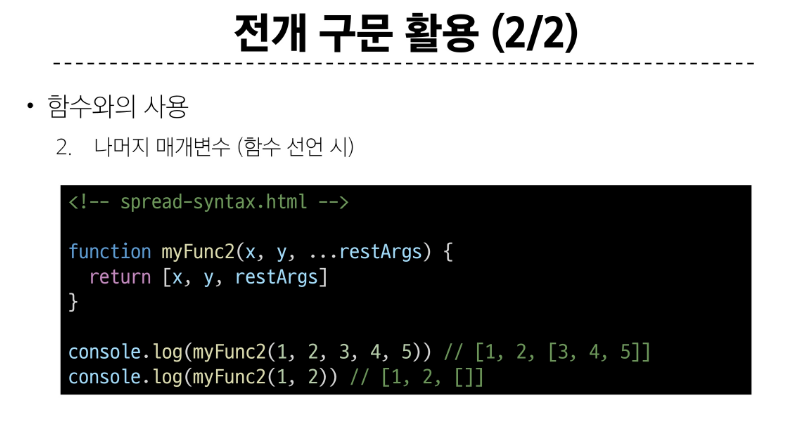 전개 구문 활용 (2/2)
• 함수와의 사용
2. 나머지 매개변수 (함수 선언 시)
<!-- spread-syntax.html -->
function myFunc2(x, y, ...restArgs) {
  return [x, y, restArgs]
}
console.log(myFunc2(1, 2, 3, 4, 5)) // [1, 2, [3, 4, 5]]
console.log(myFunc2(1, 2)) // [1, 2, []]